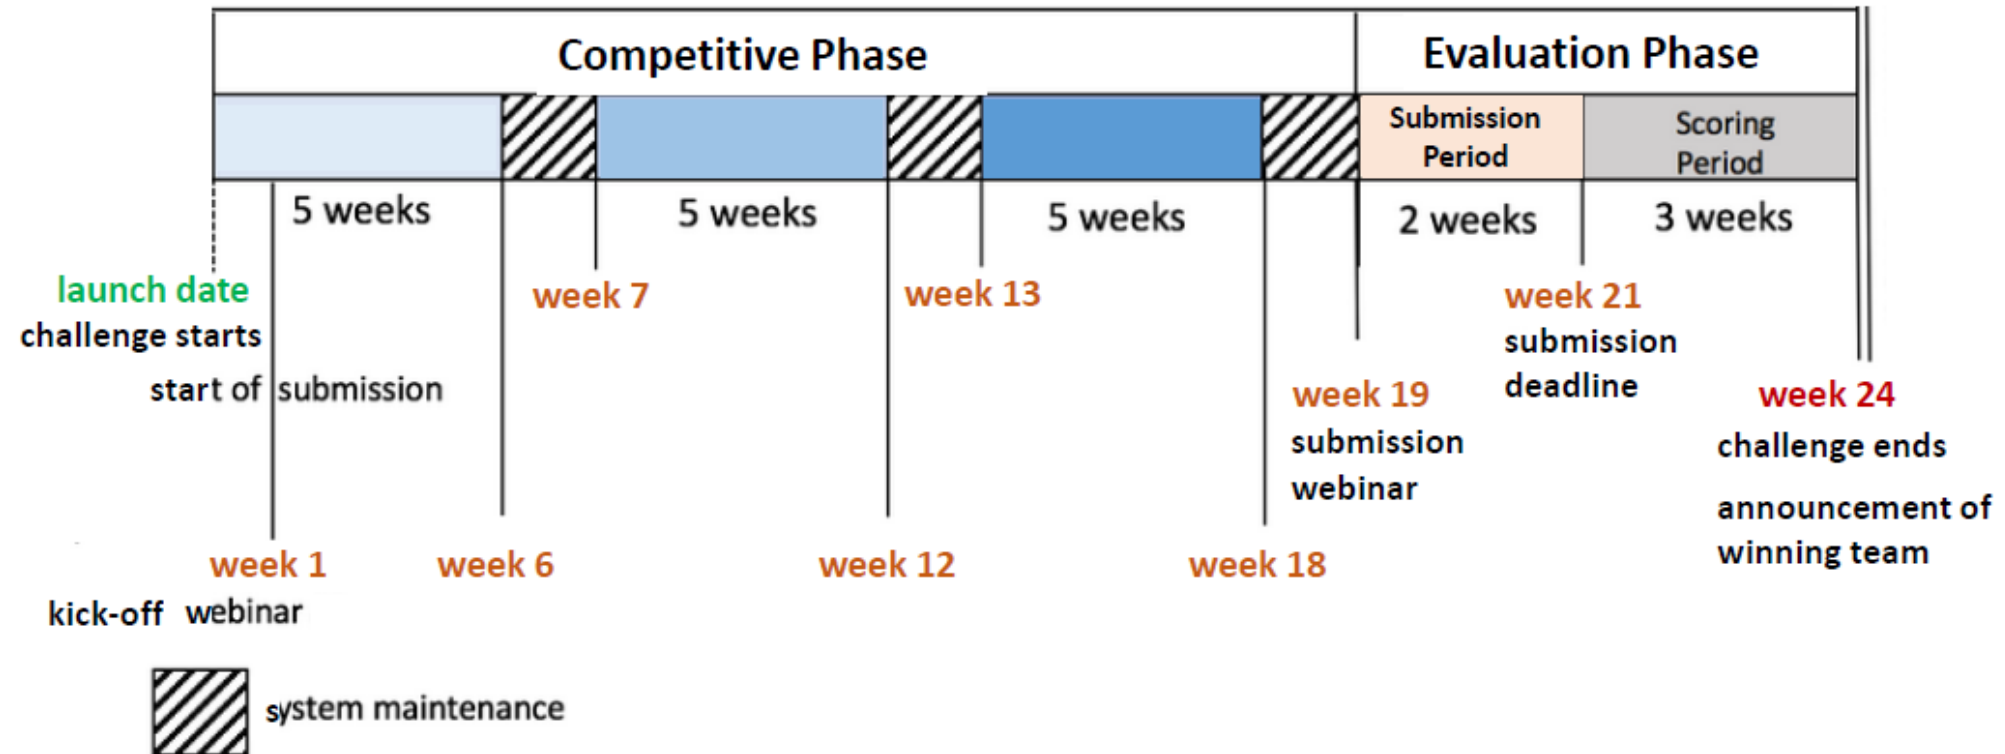 Competitive Phase
Evaluation Phase
Submission
Period
Scoring
Period
5 weeks
5 weeks
5 weeks
2 weeks
3 weeks
launch date
challenge starts
start of submission
week 7
week 13
week 21
submission
deadline
week 19
submission
webinar
week 24
challenge ends
announcement of
winning team
week 1
kick-off webinar
week 6
week 12
week 18
system maintenance